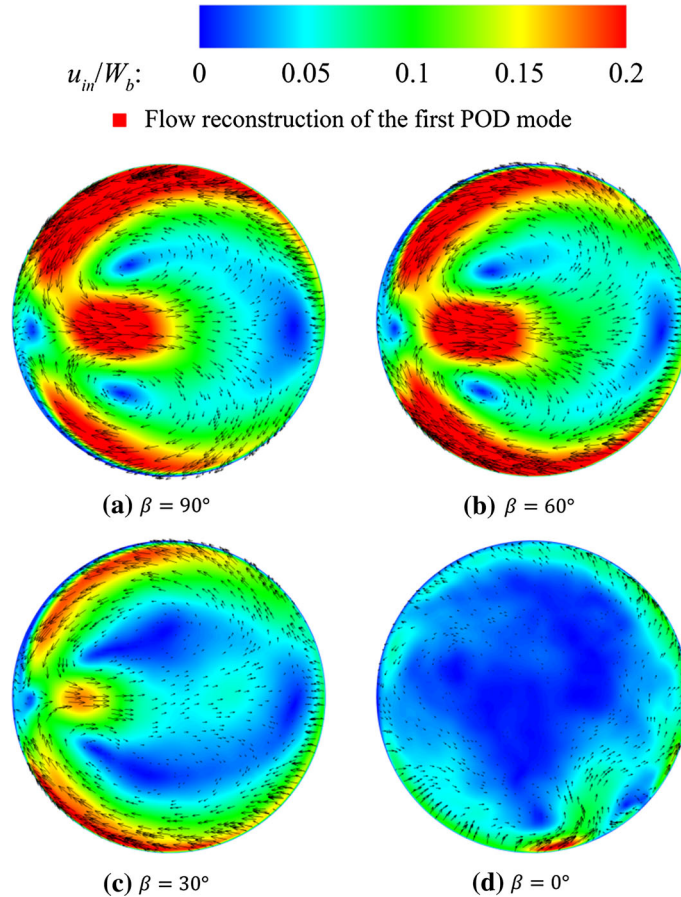 u_in/W_b: 0 0.05 0.1 0.15 0.2
Flow reconstruction of the first POD mode
(a) β = 90° (b) β = 60°
(c) β = 30° (d) β = 0°